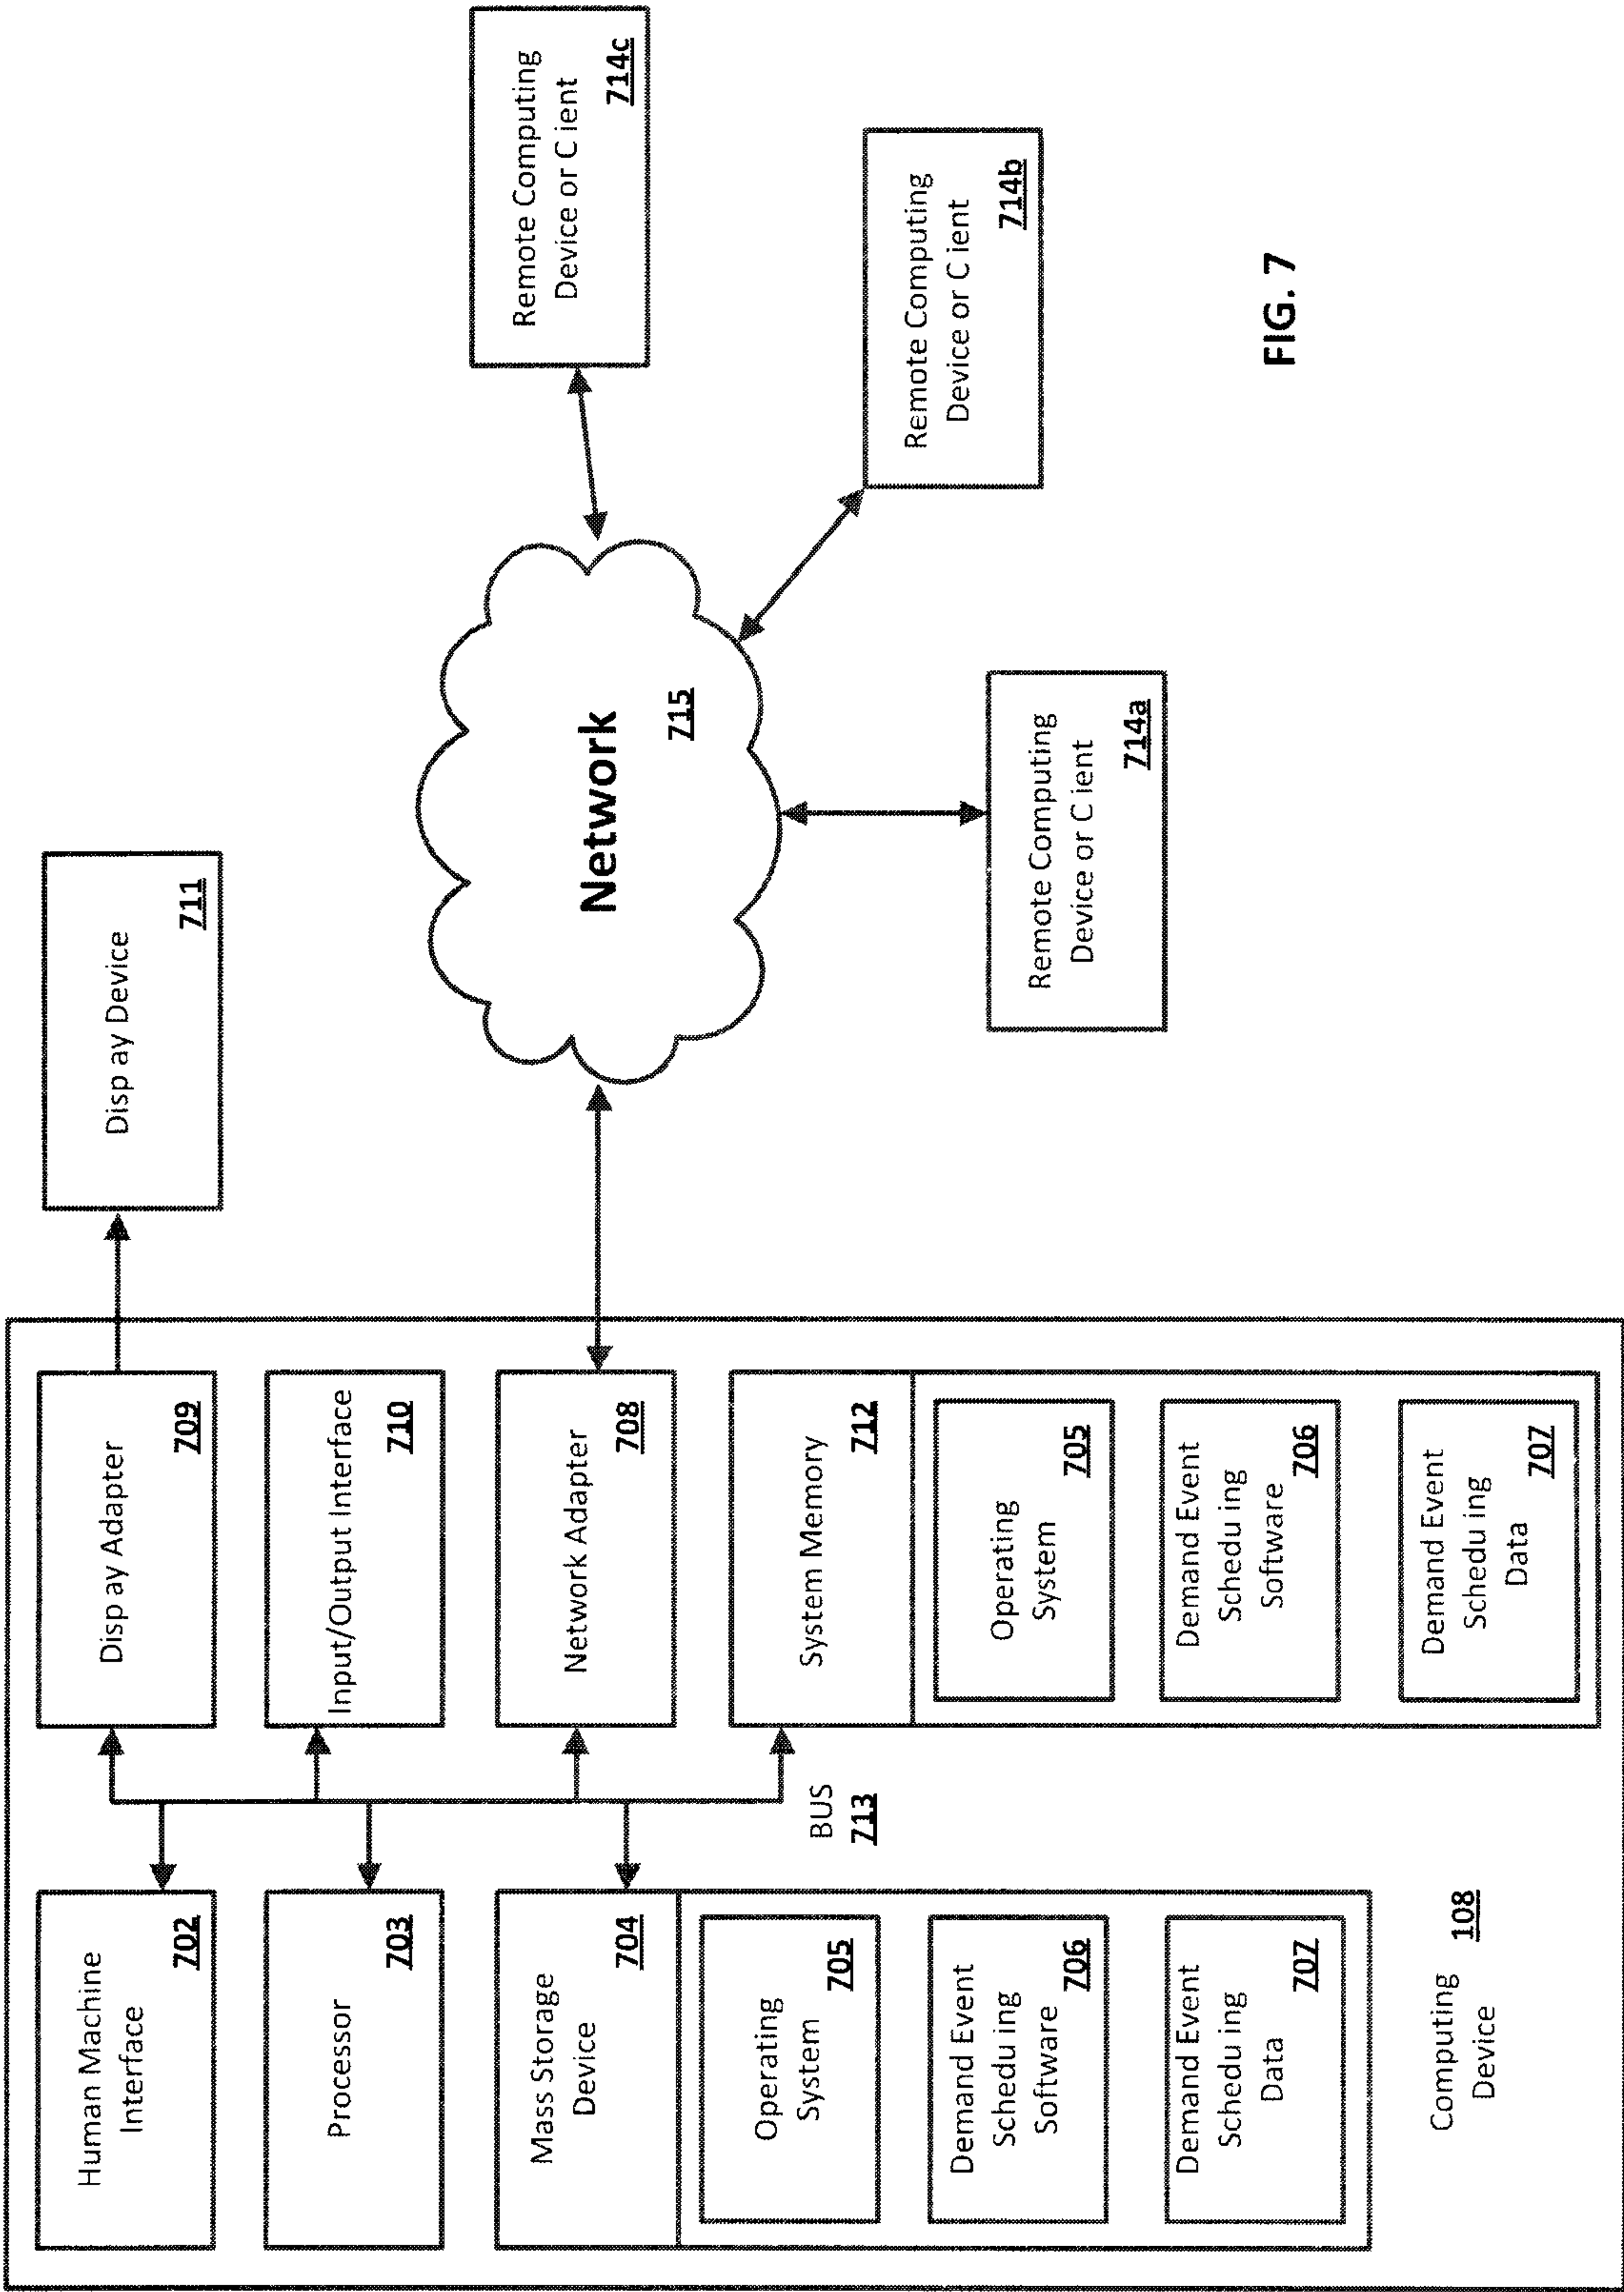 Human Machine
Interface
702
Processor
703
Mass Storage
Device
704
Operating
System
705
Demand Event
Schedu ing
Software
706
Demand Event
Schedu ing
Data
707
Computing
Device
108
BUS
713
Disp ay Adapter
709
Input/Output Interface
710
Network Adapter
708
System Memory
712
Operating
System
705
Demand Event
Schedu ing
Software
706
Demand Event
Schedu ing
Data
707
Disp ay Device
711
Network
715
Remote Computing
Device or C ient
714a
Remote Computing
Device or C ient
714b
Remote Computing
Device or C ient
714c
FIG. 7